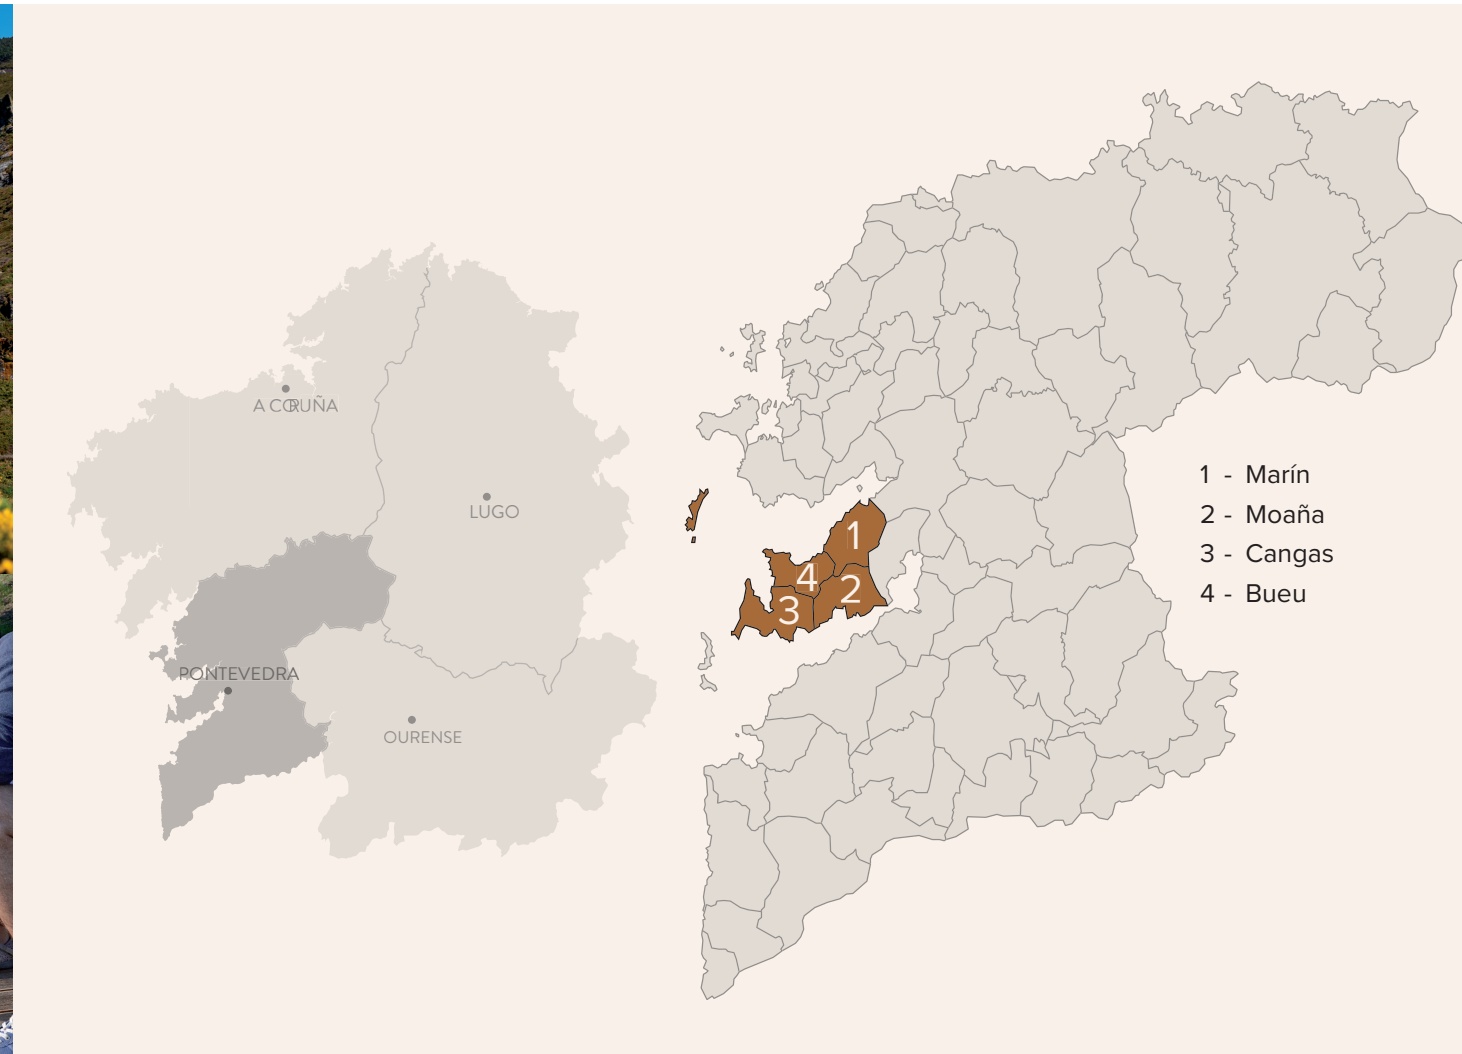 A CORUÑA
LUGO
PONTEVEDRA
OURENSE
1
4
2
3
1 - Marín
2 - Moaña
3 - Cangas
4 - Bueu